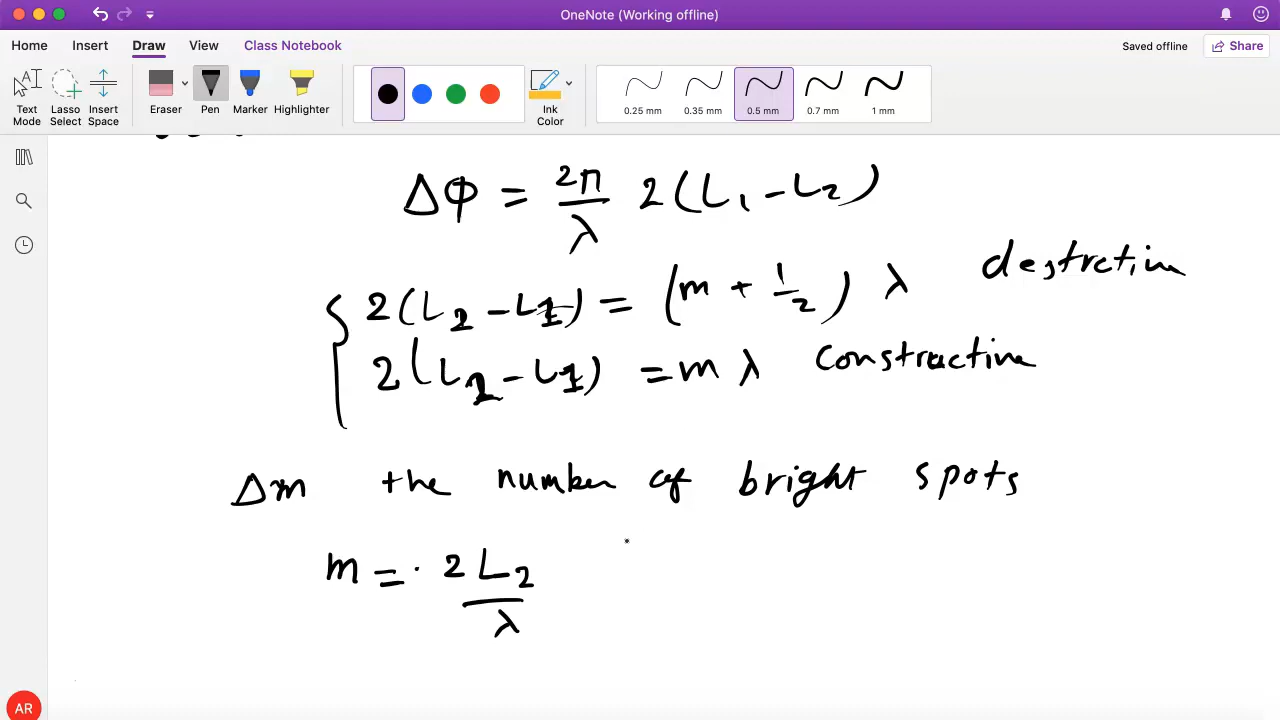 OneNote (Working offline)
Home Insert Draw View Class Notebook
Saved offline Share
Text Mode
Lasso Select
Insert Space
Eraser
Pen
Marker
Highlighter
Ink Color
0.25 mm 0.35 mm 0.5 mm 0.7 mm 1 mm
Δφ = 2π/λ 2(L₁ - L₂)
2(L₂ - L₁) = (m + 1/2) λ destretive
2(L₂ - L₁) = m λ constractive
Δm the number of bright spots
m = 2L₂/λ
AR